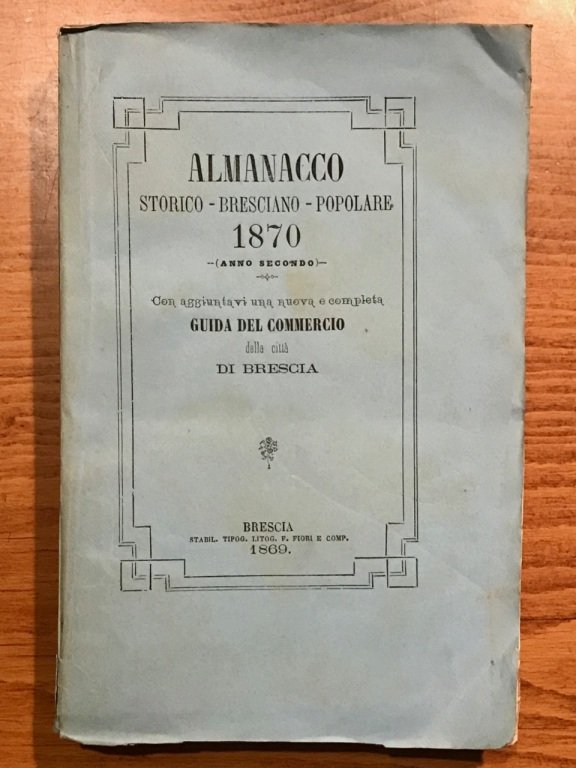 ALMANACCO
STORICO - BRESCIANO - POPOLARE
1870
--(ANNO SECONDO)--
Con aggiuntavi una nuova e completa
GUIDA DEL COMMERCIO
della città
DI BRESCIA
BRESCIA
STABIL. TIPOG. LITOG. F. FIORI E COMP.
1869.